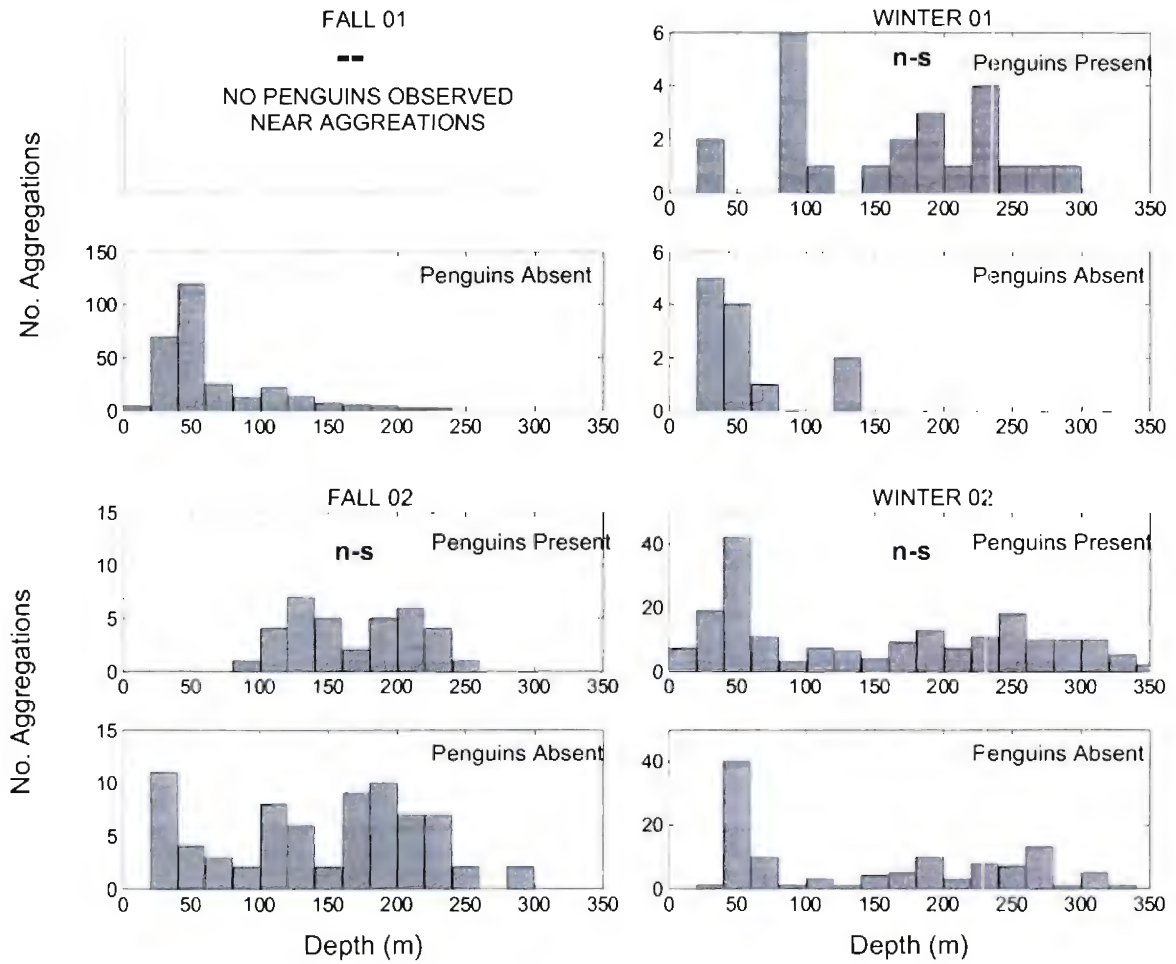 FALL 01
--
NO PENGUINS OBSERVED
NEAR AGGREATIONS
WINTER 01
n-s
Penguins Present
6
4
2
0
0 50 100 150 200 250 300 350
No. Aggregations
Penguins Absent
150
100
50
0
0 50 100 150 200 250 300 350
Penguins Absent
6
4
2
0
0 50 100 150 200 250 300 350
FALL 02
n-s
Penguins Present
15
10
5
0
0 50 100 150 200 250 300 350
WINTER 02
n-s
Penguins Present
40
20
0
0 50 100 150 200 250 300 350
No. Aggregations
Penguins Absent
15
10
5
0
0 50 100 150 200 250 300 350
Depth (m)
Penguins Absent
40
20
0
0 50 100 150 200 250 300 350
Depth (m)